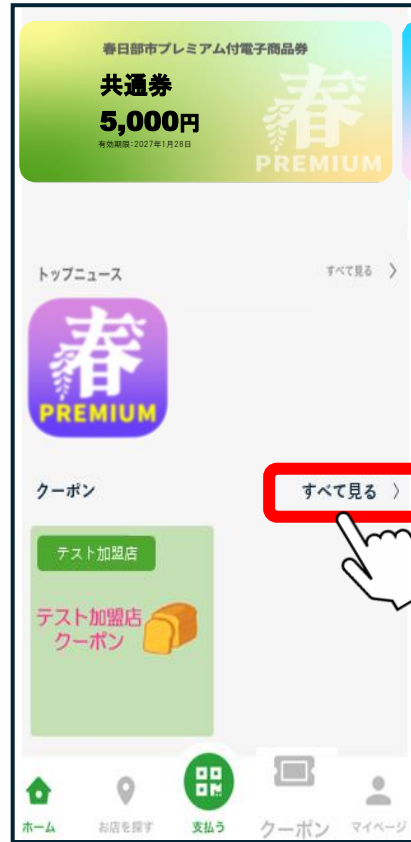 春日部市プレミアム付電子商品券
共通券
5,000円
有効期限:2027年1月28日
春
PREMIUM
トップニュース
すべて見る 〉
春
PREMIUM
クーポン
すべて見る 〉
テスト加盟店
テスト加盟店
クーポン
ホーム
お店を探す
支払う
クーポン
マイページ